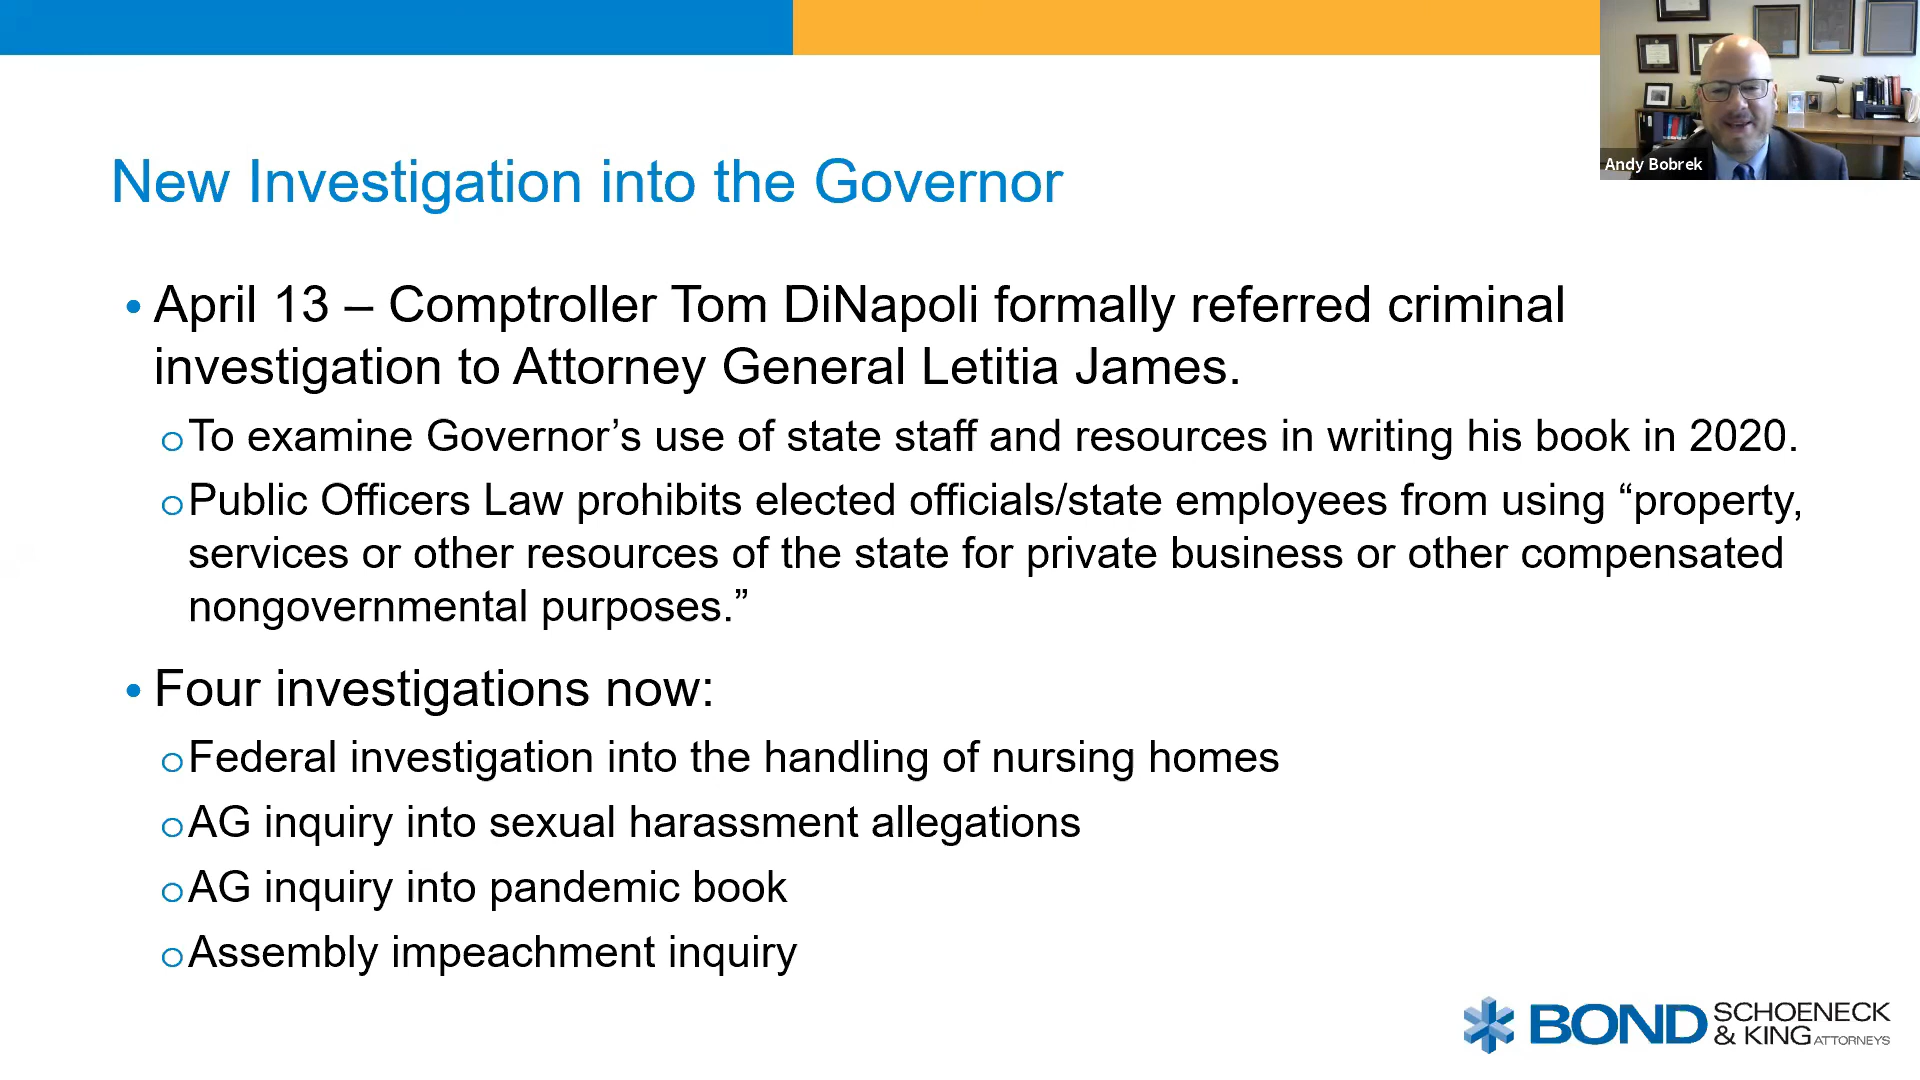 Andy Bobrek
New Investigation into the Governor
• April 13 – Comptroller Tom DiNapoli formally referred criminal
investigation to Attorney General Letitia James.
o To examine Governor’s use of state staff and resources in writing his book in 2020.
o Public Officers Law prohibits elected officials/state employees from using “property,
services or other resources of the state for private business or other compensated
nongovernmental purposes.”
• Four investigations now:
o Federal investigation into the handling of nursing homes
o AG inquiry into sexual harassment allegations
o AG inquiry into pandemic book
o Assembly impeachment inquiry
BOND SCHOENECK
& KING ATTORNEYS